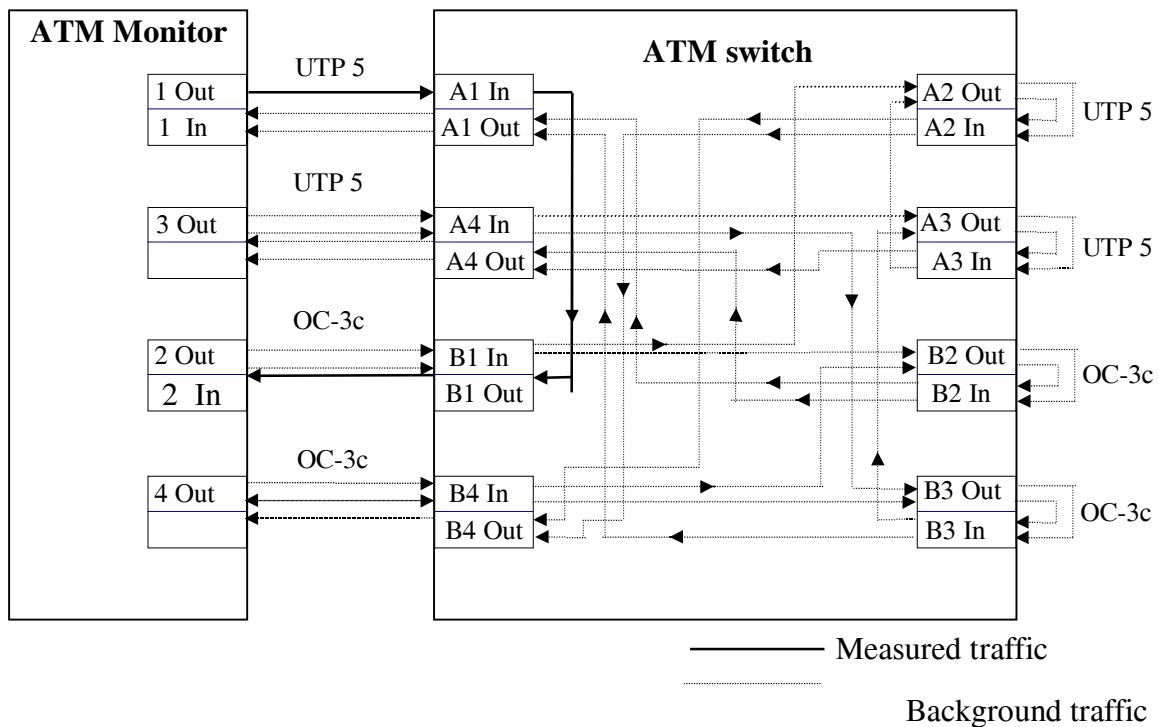 ATM Monitor
ATM switch
UTP 5
1 Out
1 In
A1 In
A1 Out
A2 Out
A2 In
UTP 5
UTP 5
3 Out
A4 In
A4 Out
A3 Out
A3 In
UTP 5
OC-3c
2 Out
2 In
B1 In
B1 Out
B2 Out
B2 In
OC-3c
OC-3c
4 Out
B4 In
B4 Out
B3 Out
B3 In
OC-3c
Measured traffic
Background traffic